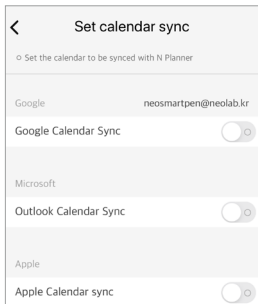 Set calendar sync
Set the calendar to be synced with N Planner
Google neosmartpen@neolab.kr
Google Calendar Sync
Microsoft
Outlook Calendar Sync
Apple
Apple Calendar sync